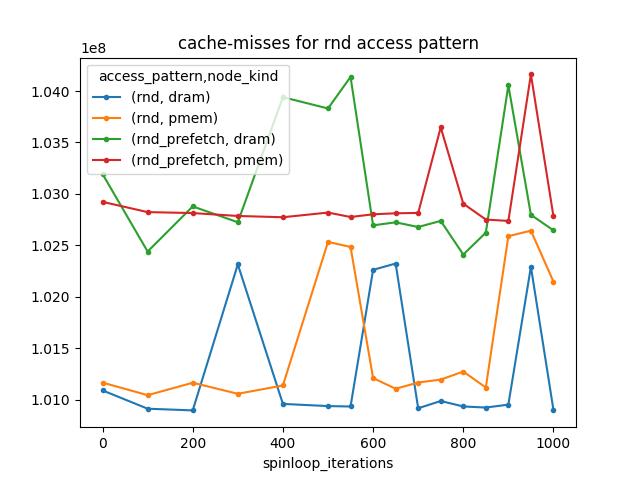 cache-misses for rnd access pattern
1e8
access_pattern,node_kind
(rnd, dram)
(rnd, pmem)
(rnd_prefetch, dram)
(rnd_prefetch, pmem)
1.040
1.035
1.030
1.025
1.020
1.015
1.010
0 200 400 600 800 1000
spinloop_iterations